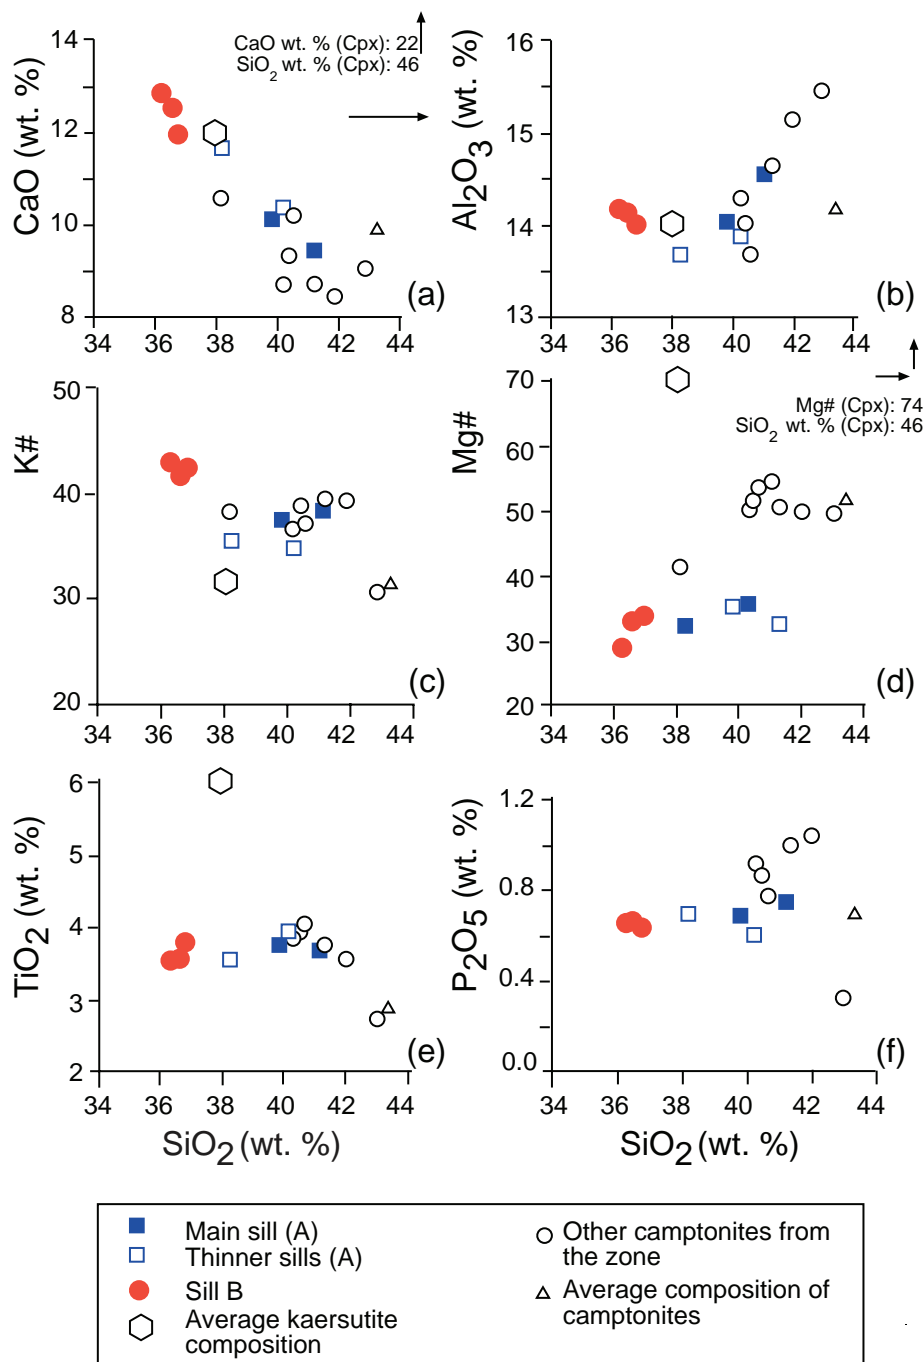 14
12
10
8
CaO (wt. %)
CaO wt. % (Cpx): 22
SiO2 wt. % (Cpx): 46
(a)
34 36 38 40 42 44
16
15
14
13
Al2O3 (wt. %)
(b)
34 36 38 40 42 44
50
40
30
20
K#
(c)
34 36 38 40 42 44
70
60
50
40
30
20
Mg#
Mg# (Cpx): 74
SiO2 wt. % (Cpx): 46
(d)
34 36 38 40 42 44
6
5
4
3
2
TiO2 (wt. %)
(e)
34 36 38 40 42 44
SiO2 (wt. %)
1.2
0.8
0.4
0.0
P2O5 (wt. %)
(f)
34 36 38 40 42 44
SiO2 (wt. %)
Main sill (A)
Thinner sills (A)
Sill B
Average kaersutite
composition
Other camptonites from
the zone
Average composition of
camptonites